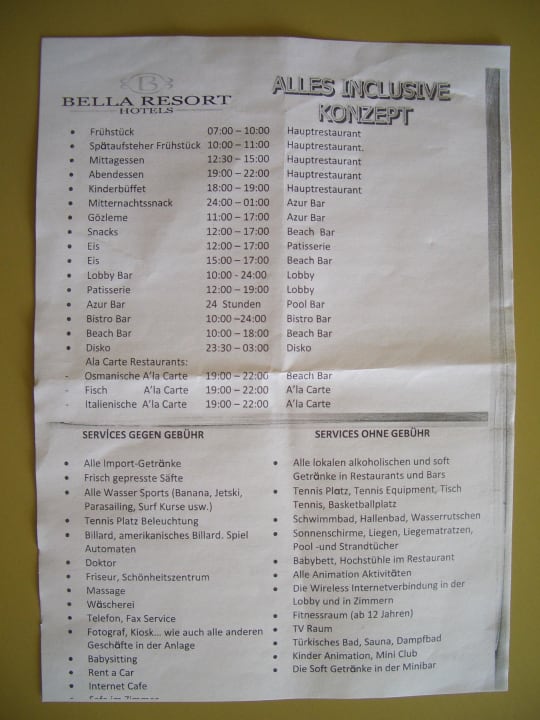 B
BELLA RESORT
HOTELS
ALLES INCLUSIVE
KONZEPT
• Frühstück 07:00 – 10:00 Hauptrestaurant
• Spätaufsteher Frühstück 10:00 – 11:00 Hauptrestaurant.
• Mittagessen 12:30 – 15:00 Hauptrestaurant
• Abendessen 19:00 – 22:00 Hauptrestaurant
• Kinderbüffet 18:00 – 19:00 Hauptrestaurant
• Mitternachtssnack 24:00 – 01:00 Azur Bar
• Gözleme 11:00 – 17:00 Azur Bar
• Snacks 12:00 – 17:00 Beach Bar
• Eis 12:00 – 17:00 Patisserie
• Eis 15:00 – 17:00 Beach Bar
• Lobby Bar 10:00 - 24:00 Lobby
• Patisserie 12:00 – 19:00 Lobby
• Azur Bar 24 Stunden Pool Bar
• Bistro Bar 10:00 –24:00 Bistro Bar
• Beach Bar 10:00 – 18:00 Beach Bar
• Disko 23:30 – 03:00 Disko
Ala Carte Restaurants:
- Osmanische A'la Carte 19:00 – 22:00 Beach Bar
- Fisch A'la Carte 19:00 – 22:00 A'la Carte
- Italienische A'la Carte 19:00 – 22:00 A'la Carte
SERVİCES GEGEN GEBÜHR
• Alle Import-Getränke
• Frisch gepresste Säfte
• Alle Wasser Sports (Banana, Jetski,
Parasailing, Surf Kurse usw.)
• Tennis Platz Beleuchtung
• Billard, amerikanisches Billard. Spiel
Automaten
• Doktor
• Friseur, Schönheitszentrum
• Massage
• Wäscherei
• Telefon, Fax Service
• Fotograf, Kiosk... wie auch alle anderen
Geschäfte in der Anlage
• Babysitting
• Rent a Car
• Internet Cafe
SERVICES OHNE GEBÜHR
• Alle lokalen alkoholischen und soft
Getränke in Restaurants und Bars
• Tennis Platz, Tennis Equipment, Tisch
Tennis, Basketballplatz
• Schwimmbad, Hallenbad, Wasserrutschen
• Sonnenschirme, Liegen, Liegematratzen,
Pool -und Strandtücher
• Babybett, Hochstühle im Restaurant
• Alle Animation Aktivitäten
• Die Wireless Internetverbindung in der
Lobby und in Zimmern
• Fitnessraum (ab 12 Jahren)
• TV Raum
• Türkisches Bad, Sauna, Dampfbad
• Kinder Animation, Mini Club
• Die Soft Getränke in der Minibar